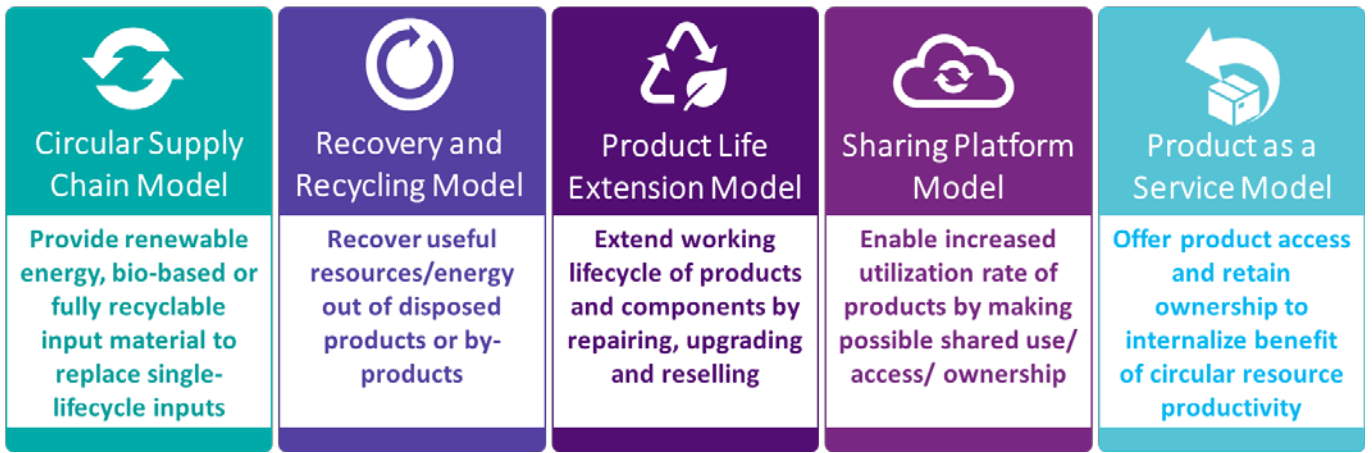 Circular Supply
Chain Model
Provide renewable
energy, bio-based or
fully recyclable
input material to
replace single-
lifecycle inputs
Recovery and
Recycling Model
Recover useful
resources/energy
out of disposed
products or by-
products
Product Life
Extension Model
Extend working
lifecycle of products
and components by
repairing, upgrading
and reselling
Sharing Platform
Model
Enable increased
utilization rate of
products by making
possible shared use/
access/ ownership
Product as a
Service Model
Offer product access
and retain
ownership to
internalize benefit
of circular resource
productivity